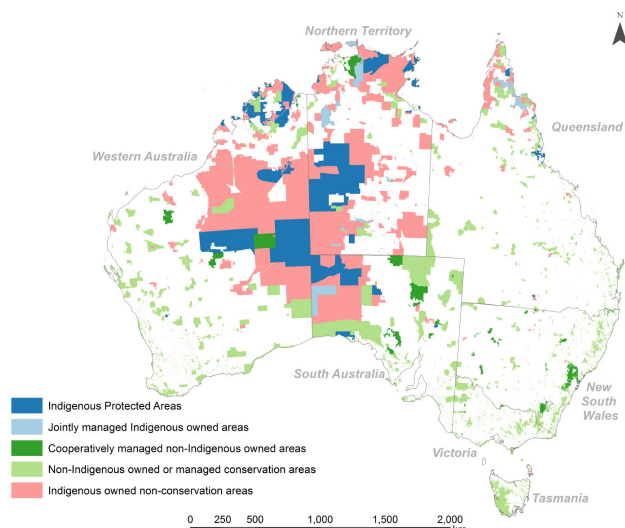 N
Northern Territory
Queensland
Western Australia
South Australia
New
South
Wales
Victoria
Tasmania
Indigenous Protected Areas
Jointly managed Indigenous owned areas
Cooperatively managed non-Indigenous owned areas
Non-Indigenous owned or managed conservation areas
Indigenous owned non-conservation areas
0 250 500 1,000 1,500 2,000